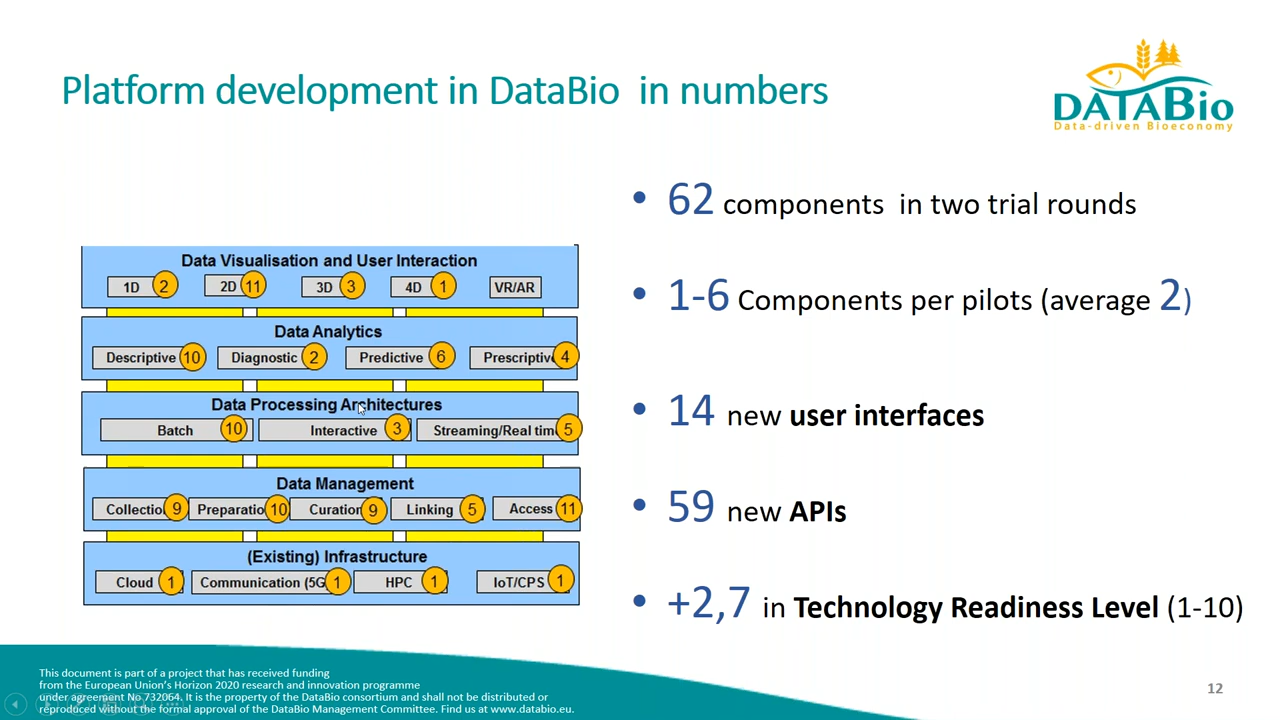 Platform development in DataBio in numbers
DATABio
Data-driven Bioeconomy
Data Visualisation and User Interaction
1D 2 2D 11 3D 3 4D 1 VR/AR
Data Analytics
Descriptive 10 Diagnostic 2 Predictive 6 Prescriptive 4
Data Processing Architectures
Batch 10 Interactive 3 Streaming/Real tim 5
Data Management
Collectio 9 Preparatio 10 Curation 9 Linking 5 Access 11
(Existing) Infrastructure
Cloud 1 Communication (5G 1 HPC 1 IoT/CPS 1
• 62 components in two trial rounds
• 1-6 Components per pilots (average 2)
• 14 new user interfaces
• 59 new APIs
• +2,7 in Technology Readiness Level (1-10)
This document is part of a project that has received funding
from the European Union's Horizon 2020 research and innovation programme
under agreement No 732064. It is the property of the DataBio consortium and shall not be distributed or
reproduced without the formal approval of the DataBio Management Committee. Find us at www.databio.eu.
12